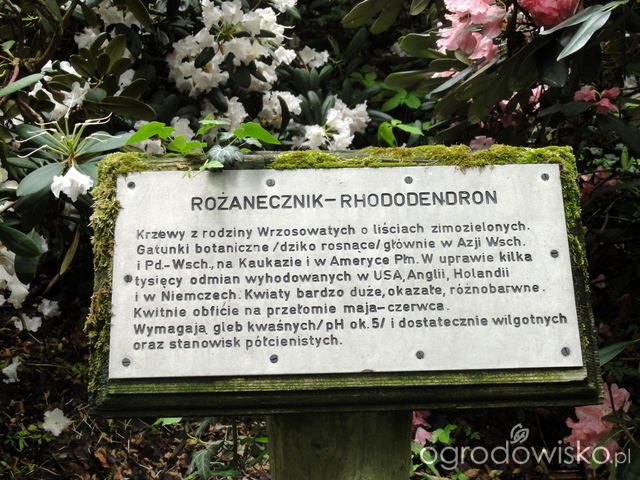 RÓŻANECZNIK-RHODODENDRON
Krzewy z rodziny Wrzosowatych o liściach zimozielonych.
Gatunki botaniczne /dziko rosnące/ głównie w Azji Wsch.
i Pd.-Wsch., na Kaukazie i w Ameryce Płn. W uprawie kilka
tysięcy odmian wyhodowanych w USA, Anglii, Holandii
i w Niemczech. Kwiaty bardzo duże, okazałe, różnobarwne.
Kwitnie obficie na przełomie maja-czerwca.
Wymagają gleb kwaśnych/pH ok.5/ i dostatecznie wilgotnych
oraz stanowisk półcienistych.
ogrodowisko.pl